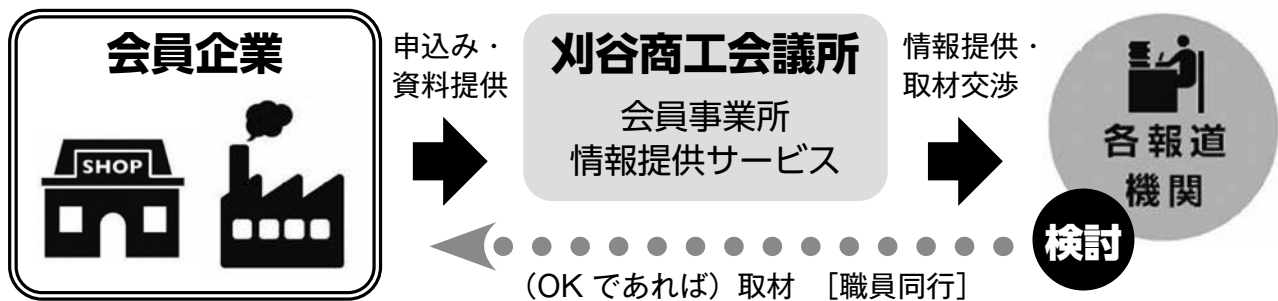 会員企業
SHOP
申込み・
資料提供
刈谷商工会議所
会員事業所
情報提供サービス
情報提供・
取材交渉
各報道
機関
検討
（OKであれば）取材　［職員同行］